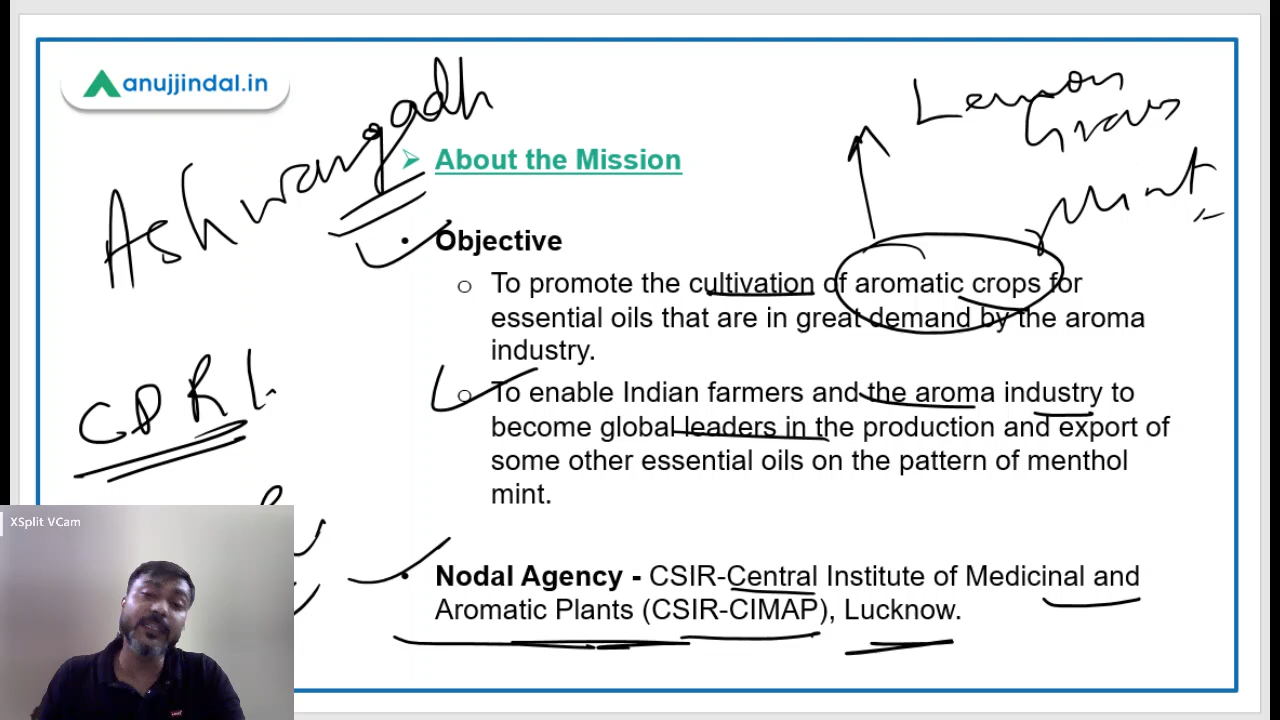 anujjindal.in
Ashwangadh
Lemon
Grass
Mint
About the Mission
Objective
To promote the cultivation of aromatic crops for
essential oils that are in great demand by the aroma
industry.
To enable Indian farmers and the aroma industry to
become global leaders in the production and export of
some other essential oils on the pattern of menthol
mint.
Nodal Agency - CSIR-Central Institute of Medicinal and
Aromatic Plants (CSIR-CIMAP), Lucknow.
XSplit VCam